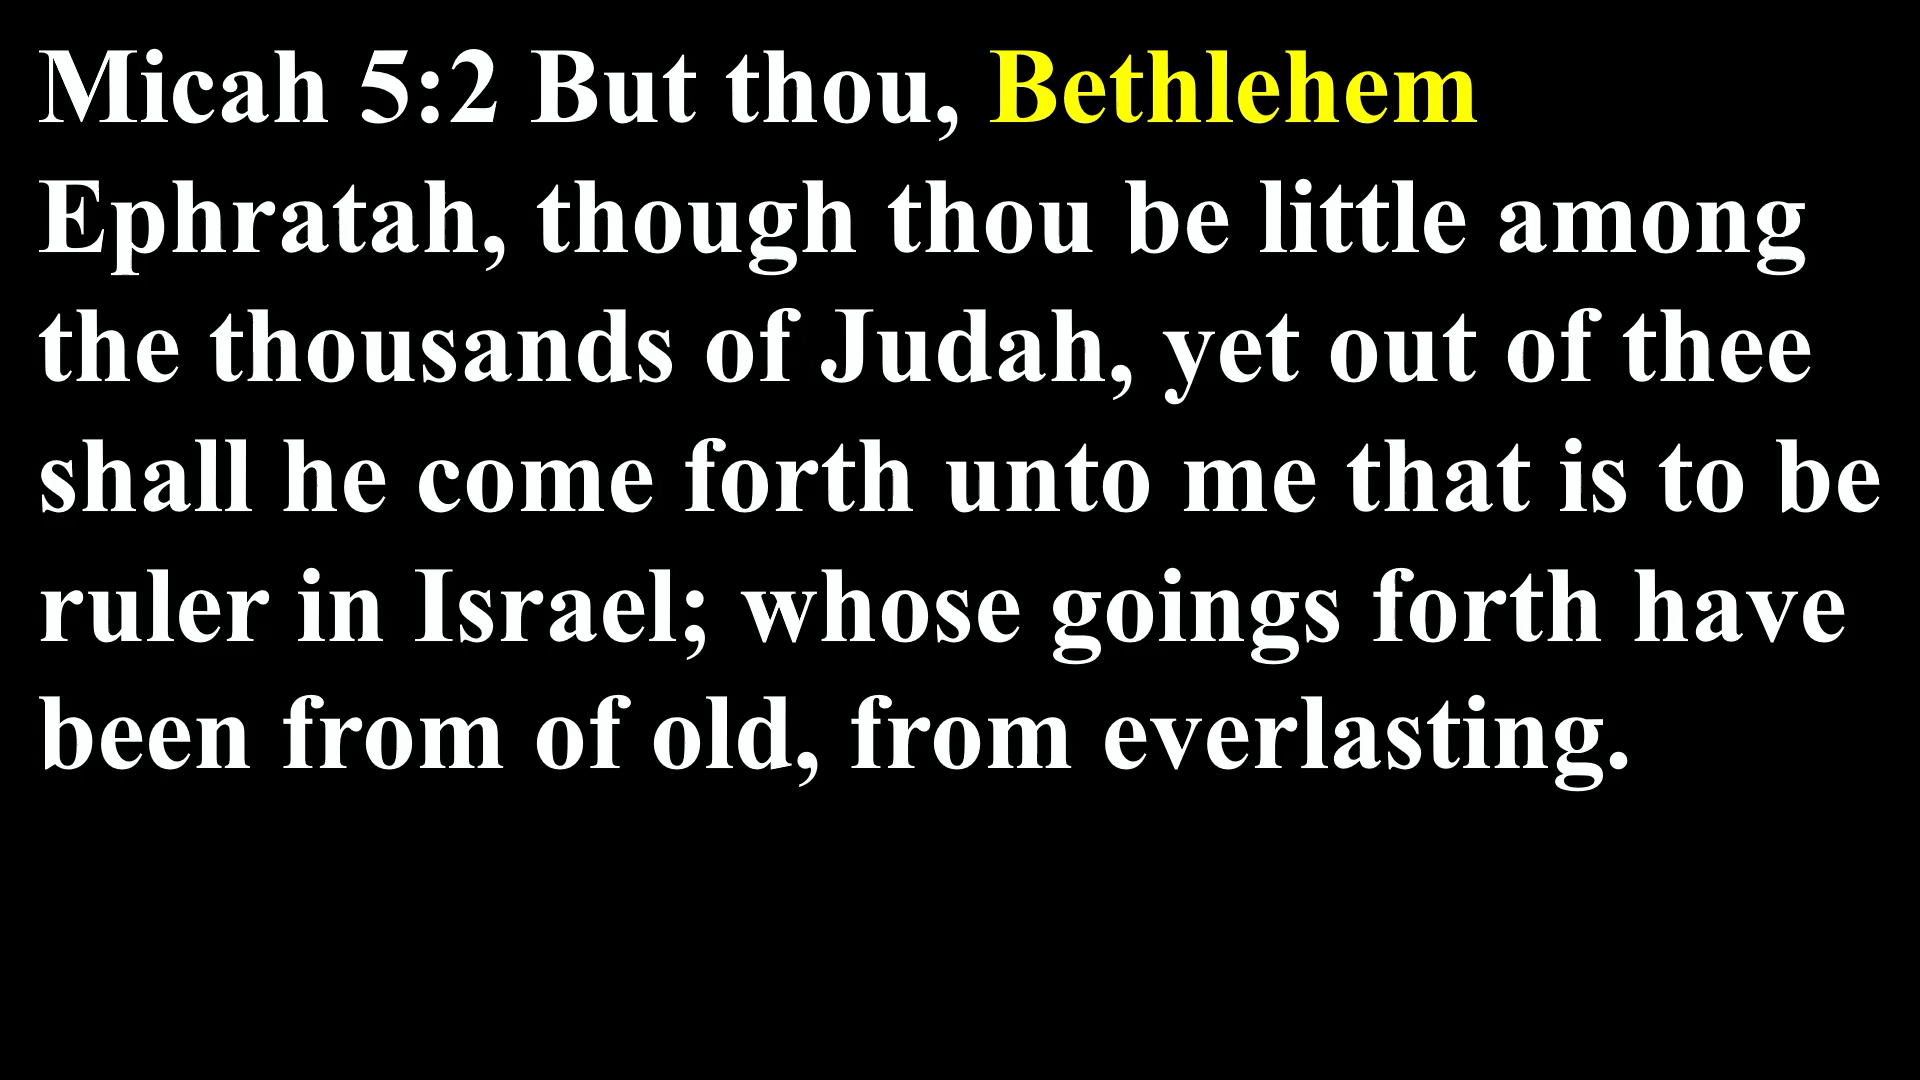 Micah 5:2 But thou, Bethlehem
Ephratah, though thou be little among
the thousands of Judah, yet out of thee
shall he come forth unto me that is to be
ruler in Israel; whose goings forth have
been from of old, from everlasting.